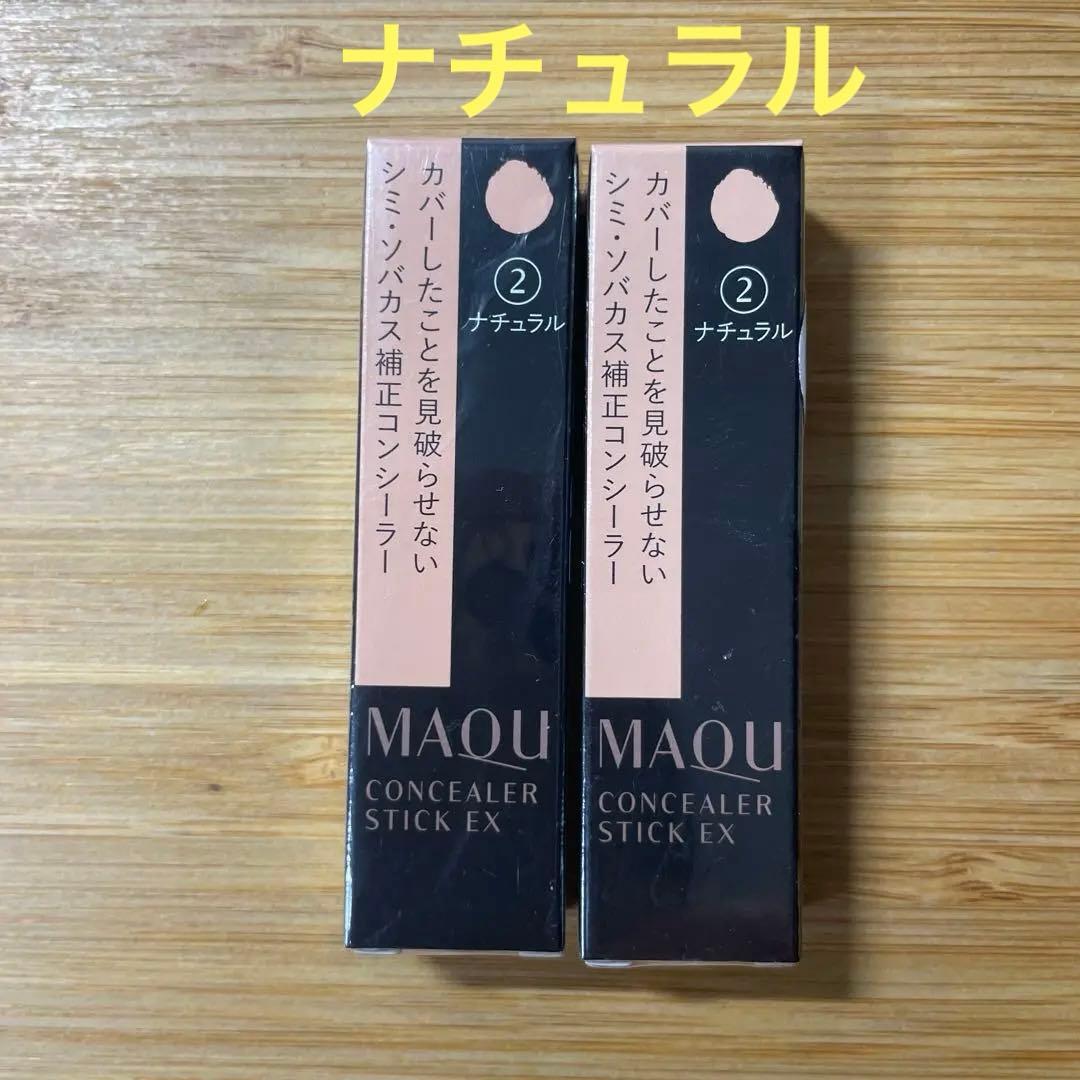 ナチュラル
カバーしたことを見破らせない
シミ・ソバカス補正コンシーラー
2
ナチュラル
MAQU
CONCEALER
STICK EX
カバーしたことを見破らせない
シミ・ソバカス補正コンシーラー
2
ナチュラル
MAQU
CONCEALER
STICK EX